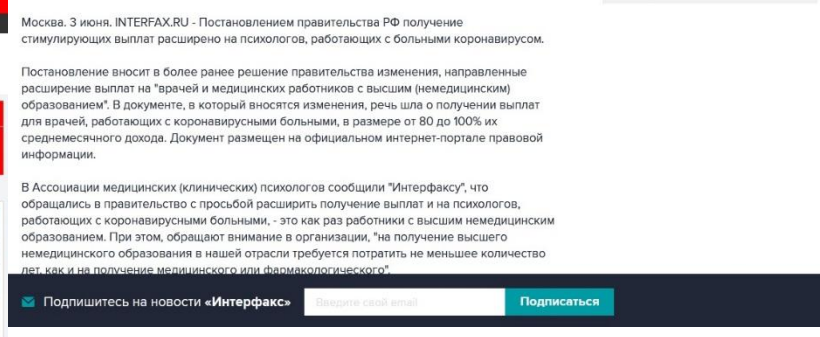 Москва. 3 июня. INTERFAX.RU - Постановлением правительства РФ получение
стимулирующих выплат расширено на психологов, работающих с больными коронавирусом.
Постановление вносит в более ранее решение правительства изменения, направленные
расширение выплат на "врачей и медицинских работников с высшим (немедицинским)
образованием". В документе, в который вносятся изменения, речь шла о получении выплат
для врачей, работающих с коронавирусными больными, в размере от 80 до 100% их
среднемесячного дохода. Документ размещен на официальном интернет-портале правовой
информации.
В Ассоциации медицинских (клинических) психологов сообщили "Интерфаксу", что
обращались в правительство с просьбой расширить получение выплат и на психологов,
работающих с коронавирусными больными, - это как раз работники с высшим немедицинским
образованием. При этом, обращают внимание в организации, "на получение высшего
немедицинского образования в нашей отрасли требуется потратить не меньшее количество
лет, как и на получение медицинского или фармакологического".
Подпишитесь на новости «Интерфакс»
Введите свой email
Подписаться